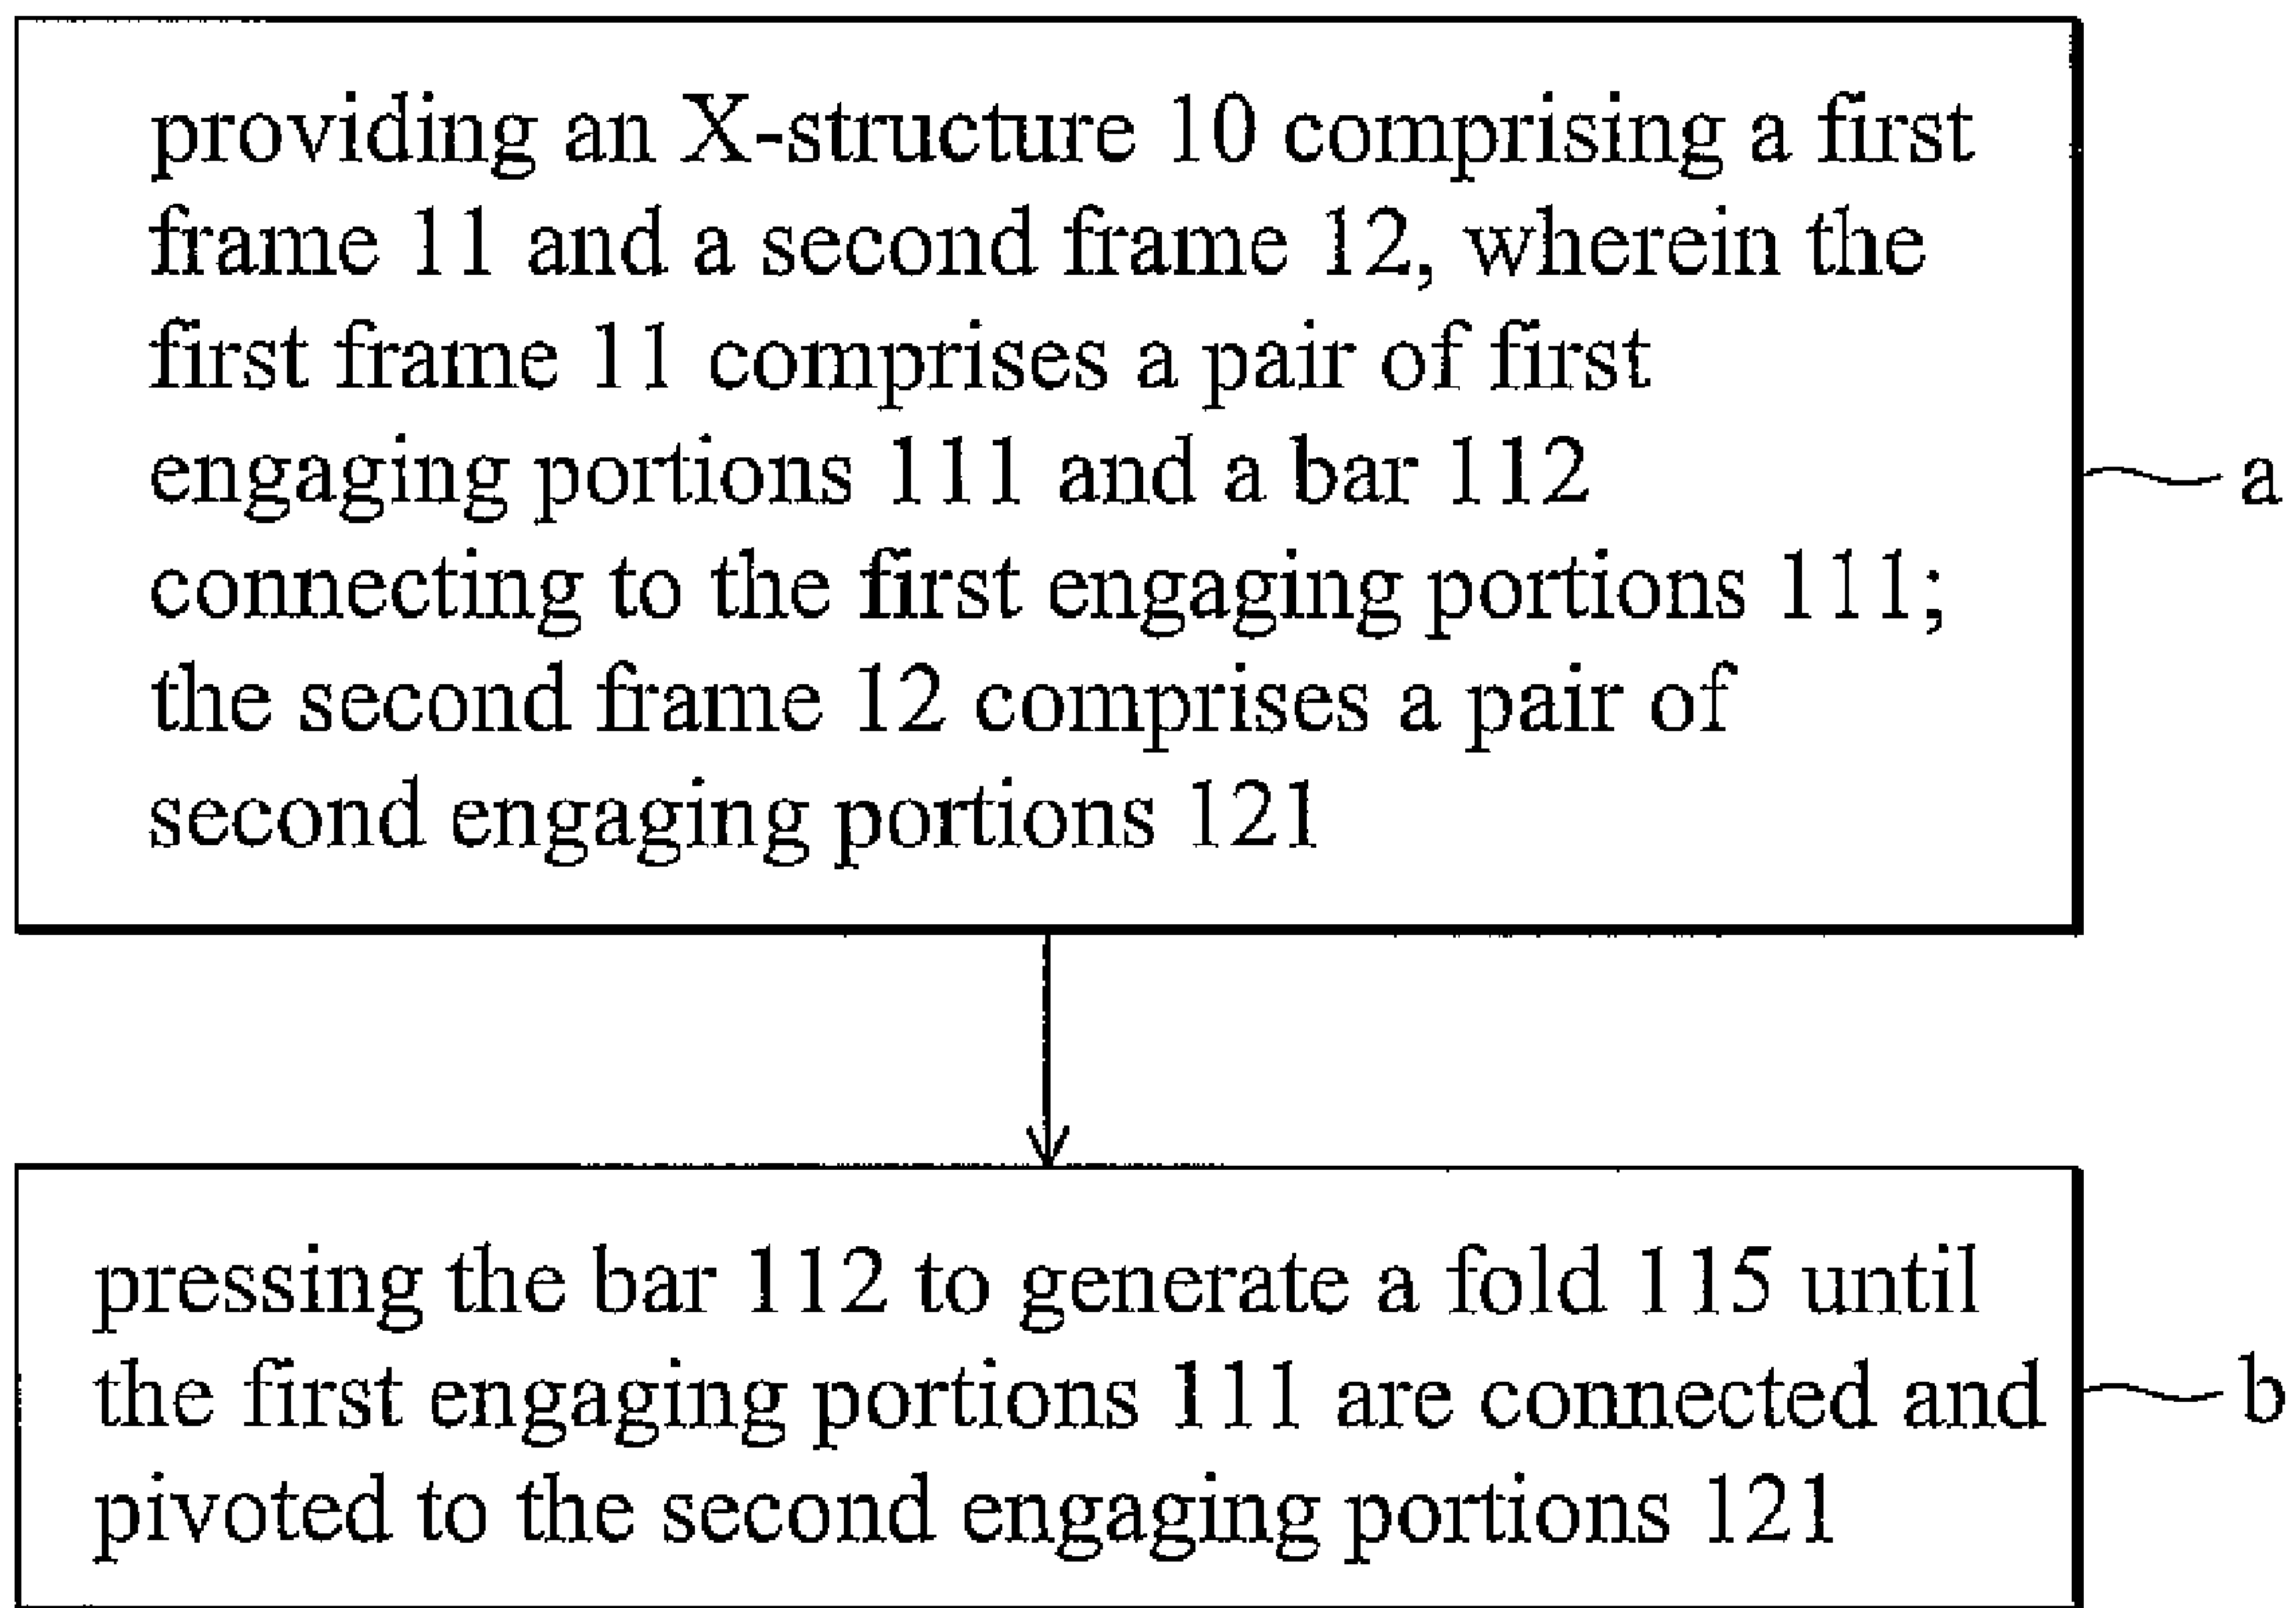 providing an X-structure 10 comprising a first
frame 11 and a second frame 12, wherein the
first frame 11 comprises a pair of first
engaging portions 111 and a bar 112
connecting to the first engaging portions 111;
the second frame 12 comprises a pair of
second engaging portions 121
a
pressing the bar 112 to generate a fold 115 until
the first engaging portions 111 are connected and
pivoted to the second engaging portions 121
b